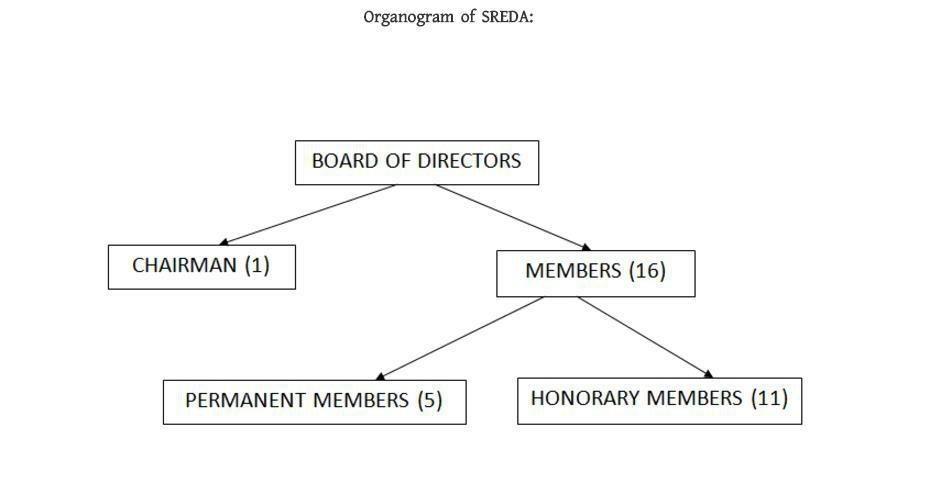 Organogram of SREDA:
BOARD OF DIRECTORS
CHAIRMAN (1)
MEMBERS (16)
PERMANENT MEMBERS (5)
HONORARY MEMBERS (11)